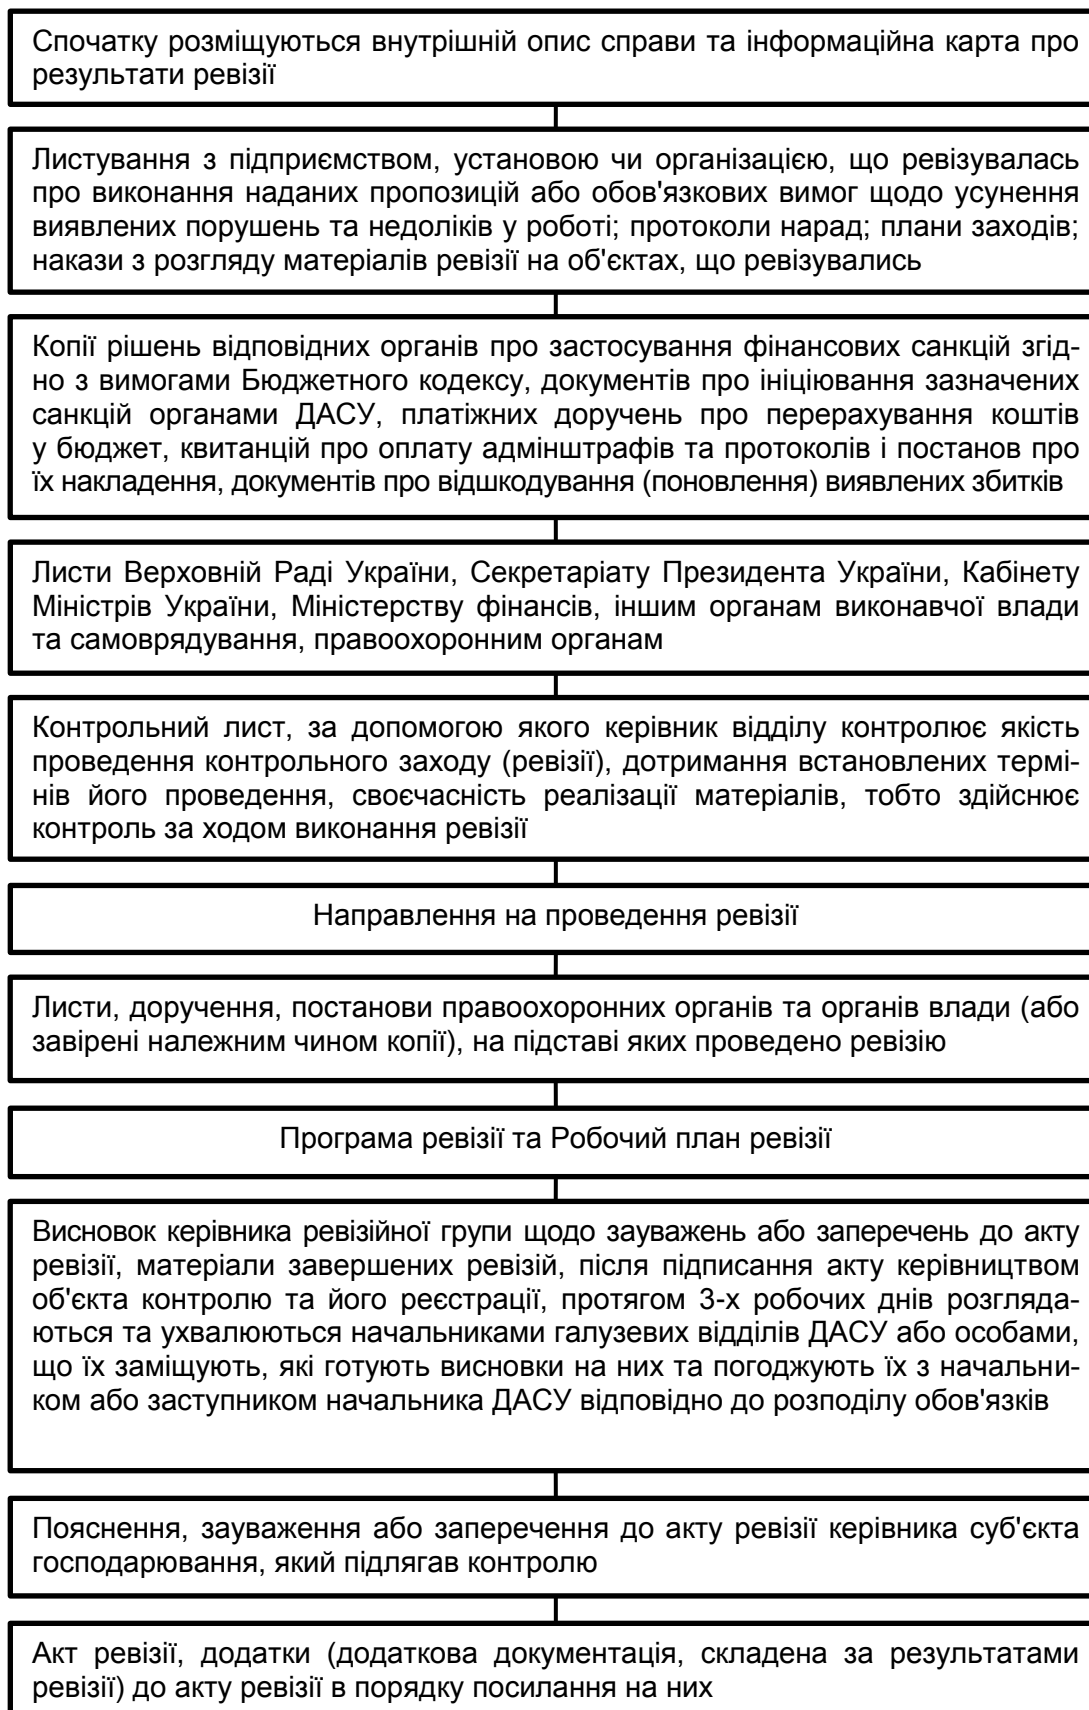 Спочатку розміщуються внутрішній опис справи та інформаційна карта про
результати ревізії
Листування з підприємством, установою чи організацією, що ревізувалась
про виконання наданих пропозицій або обов'язкових вимог щодо усунення
виявлених порушень та недоліків у роботі; протоколи нарад; плани заходів;
накази з розгляду матеріалів ревізії на об'єктах, що ревізувались
Копії рішень відповідних органів про застосування фінансових санкцій згід-
но з вимогами Бюджетного кодексу, документів про ініціювання зазначених
санкцій органами ДАСУ, платіжних доручень про перерахування коштів
у бюджет, квитанцій про оплату адмінштрафів та протоколів і постанов про
їх накладення, документів про відшкодування (поновлення) виявлених збитків
Листи Верховній Раді України, Секретаріату Президента України, Кабінету
Міністрів України, Міністерству фінансів, іншим органам виконавчої влади
та самоврядування, правоохоронним органам
Контрольний лист, за допомогою якого керівник відділу контролює якість
проведення контрольного заходу (ревізії), дотримання встановлених термі-
нів його проведення, своєчасність реалізації матеріалів, тобто здійснює
контроль за ходом виконання ревізії
Направлення на проведення ревізії
Листи, доручення, постанови правоохоронних органів та органів влади (або
завірені належним чином копії), на підставі яких проведено ревізію
Програма ревізії та Робочий план ревізії
Висновок керівника ревізійної групи щодо зауважень або заперечень до акту
ревізії, матеріали завершених ревізій, після підписання акту керівництвом
об'єкта контролю та його реєстрації, протягом 3-х робочих днів розгляда-
ються та ухвалюються начальниками галузевих відділів ДАСУ або особами,
що їх заміщують, які готують висновки на них та погоджують їх з начальни-
ком або заступником начальника ДАСУ відповідно до розподілу обов'язків
Пояснення, зауваження або заперечення до акту ревізії керівника суб'єкта
господарювання, який підлягав контролю
Акт ревізії, додатки (додаткова документація, складена за результатами
ревізії) до акту ревізії в порядку посилання на них